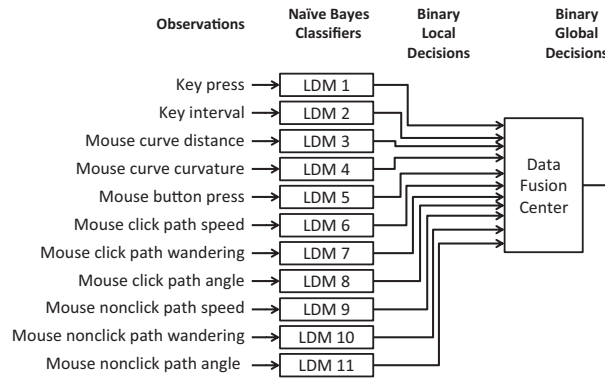 Observations
Naïve Bayes
Classifiers
Binary
Local
Decisions
Binary
Global
Decisions
Key press
LDM 1
Key interval
LDM 2
Mouse curve distance
LDM 3
Mouse curve curvature
LDM 4
Mouse button press
LDM 5
Mouse click path speed
LDM 6
Mouse click path wandering
LDM 7
Mouse click path angle
LDM 8
Mouse nonclick path speed
LDM 9
Mouse nonclick path wandering
LDM 10
Mouse nonclick path angle
LDM 11
Data
Fusion
Center